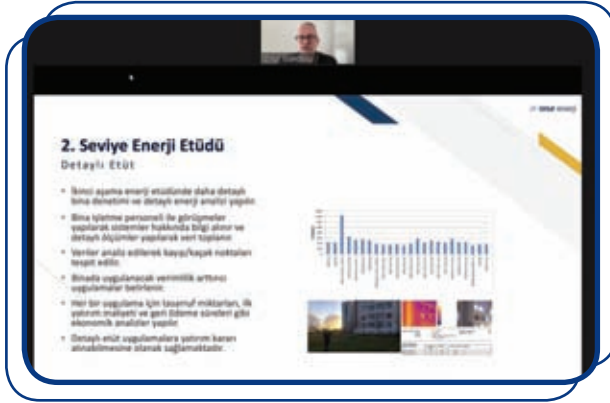 onur enerji
2. Seviye Enerji Etüdü
Detaylı Etüt
• İkinci aşama enerji etüdünde daha detaylı
bina denetimi ve detaylı enerji analizi yapılır.
• Bina işletme personeli ile görüşmeler
yapılarak sistemler hakkında bilgi alınır ve
detaylı ölçümler yapılarak veri toplanır.
• Veriler analiz edilerek kayıp/kaçak noktaları
tespit edilir.
• Binada uygulanacak verimlilik arttırıcı
uygulamalar belirlenir.
• Her bir uygulama için tasarruf miktarları, ilk
yatırım maliyeti ve geri ödeme süreleri gibi
ekonomik analizler yapılır.
• Detaylı etüt uygulamalara yatırım kararı
alınabilmesine olanak sağlamaktadır.